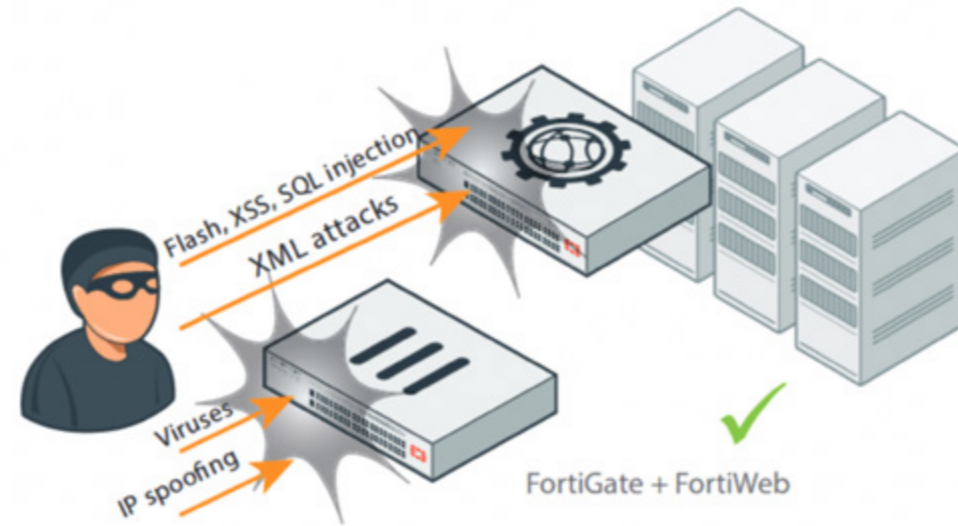 Flash, XSS, SQL injection
XML attacks
Viruses
IP spoofing
FortiGate + FortiWeb